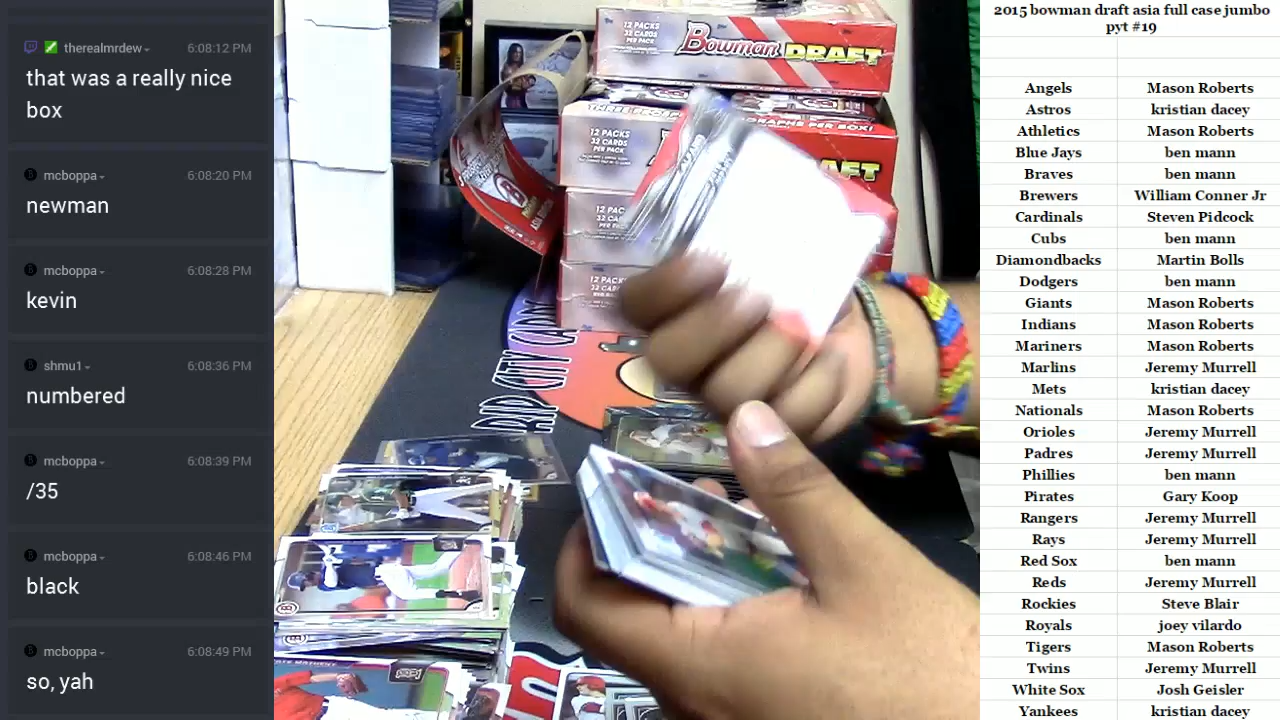 therealmrdew 6:08:12 PM
that was a really nice
box
mcboppa 6:08:20 PM
newman
mcboppa 6:08:28 PM
kevin
shmu1 6:08:36 PM
numbered
mcboppa 6:08:39 PM
/35
mcboppa 6:08:46 PM
black
mcboppa 6:08:49 PM
so, yah
12 PACKS
32 CARDS
PER PACK
Bowman DRAFT
12 PACKS
32 CARDS
PER PACK
DRAFT
12 PACKS
RIP CITY CARDS
2015 bowman draft asia full case jumbo
pyt #19
Angels Mason Roberts
Astros kristian dacey
Athletics Mason Roberts
Blue Jays ben mann
Braves ben mann
Brewers William Conner Jr
Cardinals Steven Pidcock
Cubs ben mann
Diamondbacks Martin Bolls
Dodgers ben mann
Giants Mason Roberts
Indians Mason Roberts
Mariners Mason Roberts
Marlins Jeremy Murrell
Mets kristian dacey
Nationals Mason Roberts
Orioles Jeremy Murrell
Padres Jeremy Murrell
Phillies ben mann
Pirates Gary Koop
Rangers Jeremy Murrell
Rays Jeremy Murrell
Red Sox ben mann
Reds Jeremy Murrell
Rockies Steve Blair
Royals joey vilardo
Tigers Mason Roberts
Twins Jeremy Murrell
White Sox Josh Geisler
Yankees kristian dacey